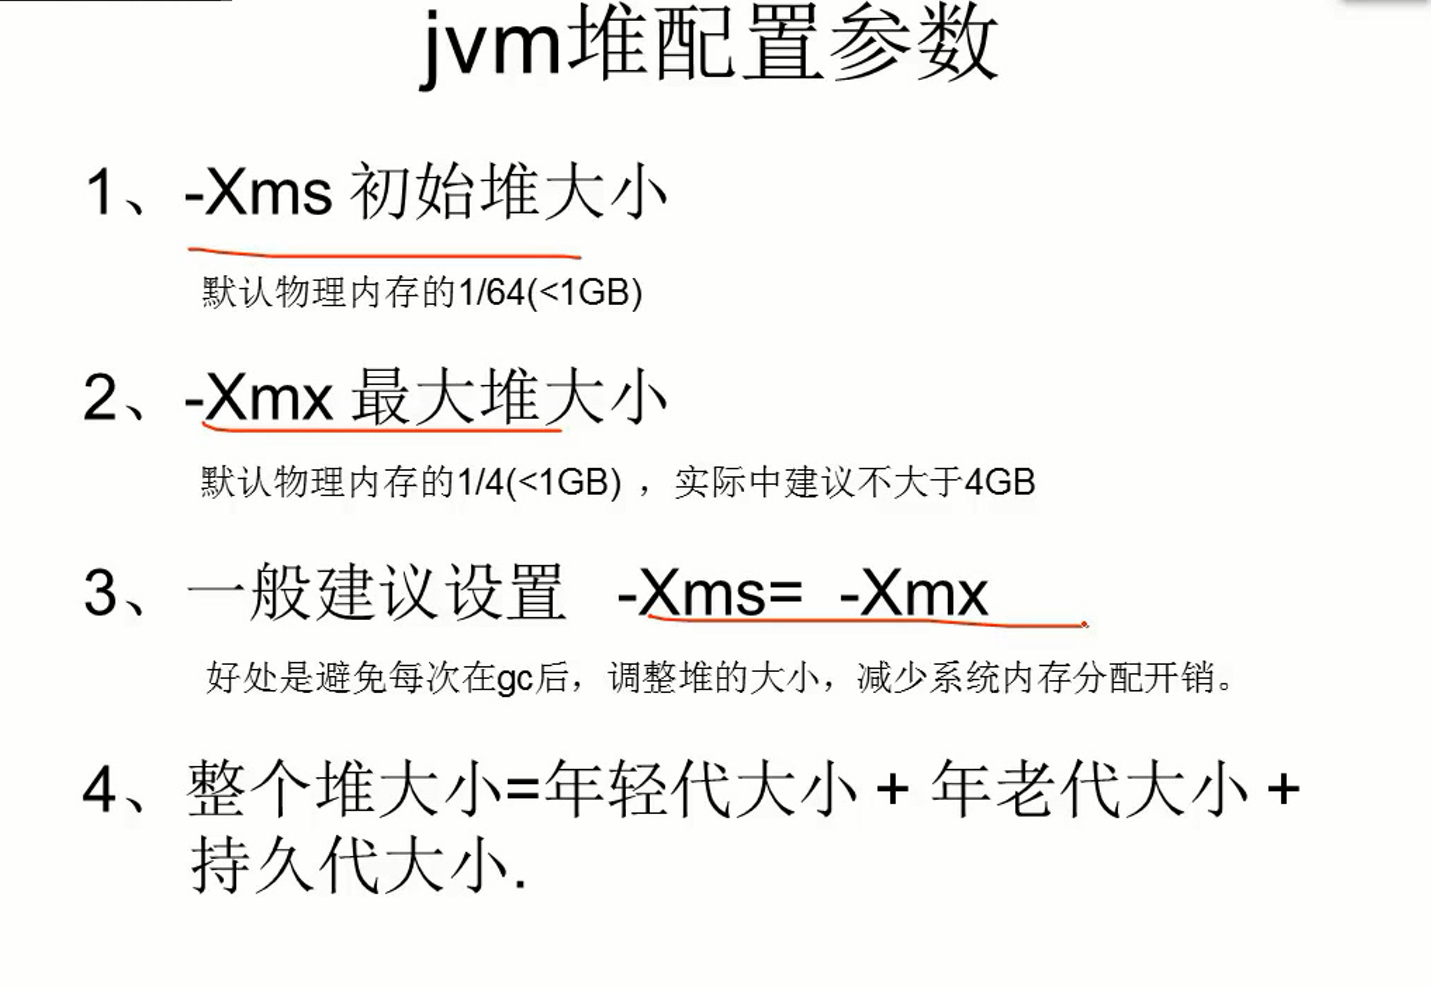 jvm堆配置参数
1、-Xms 初始堆大小
默认物理内存的1/64(<1GB)
2、-Xmx 最大堆大小
默认物理内存的1/4(<1GB) ，实际中建议不大于4GB
3、一般建议设置 -Xms= -Xmx
好处是避免每次在gc后，调整堆的大小，减少系统内存分配开销。
4、整个堆大小=年轻代大小 + 年老代大小 +
持久代大小.